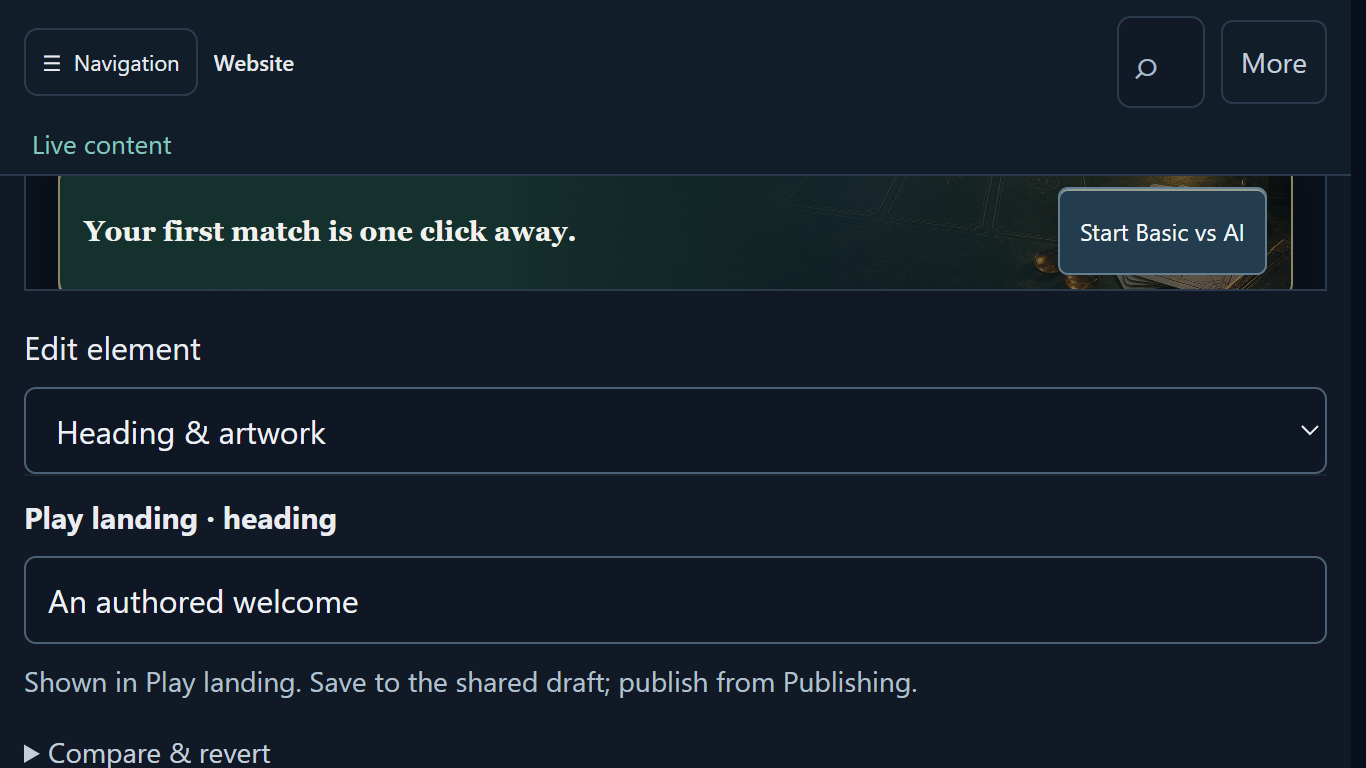 ☰ Navigation
Website
More
Live content
Your first match is one click away.
Start Basic vs AI
Edit element
Heading & artwork
Play landing · heading
An authored welcome
Shown in Play landing. Save to the shared draft; publish from Publishing.
▶ Compare & revert